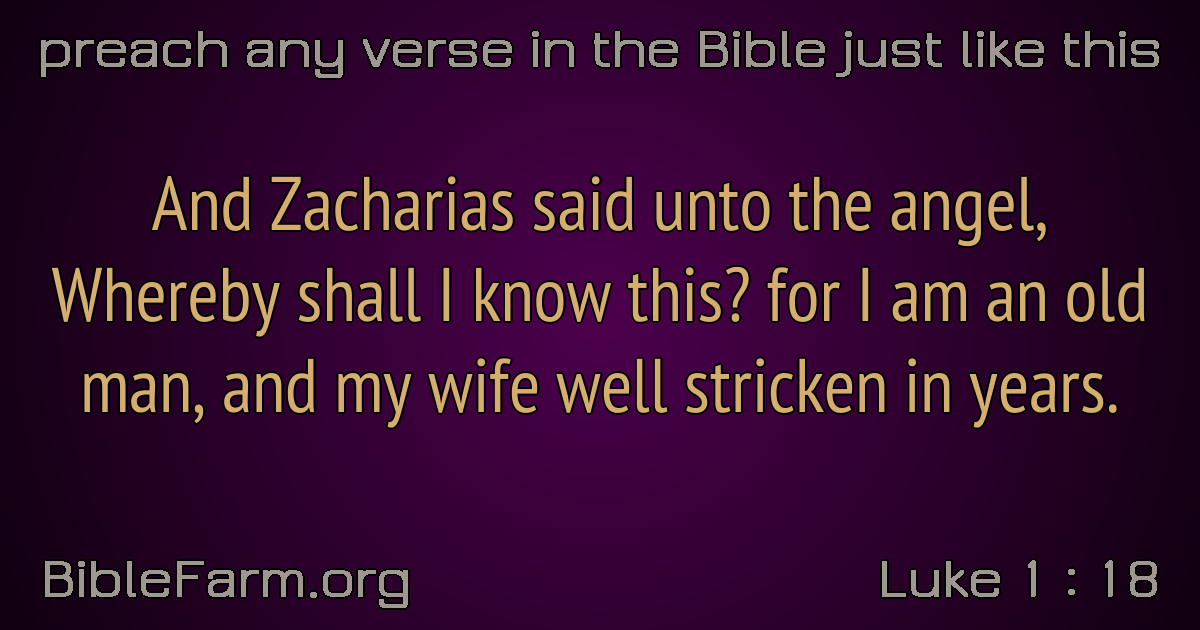 preach any verse in the Bible just like this
And Zacharias said unto the angel,
Whereby shall I know this? for I am an old
man, and my wife well stricken in years.
BibleFarm.org
Luke 1 : 18